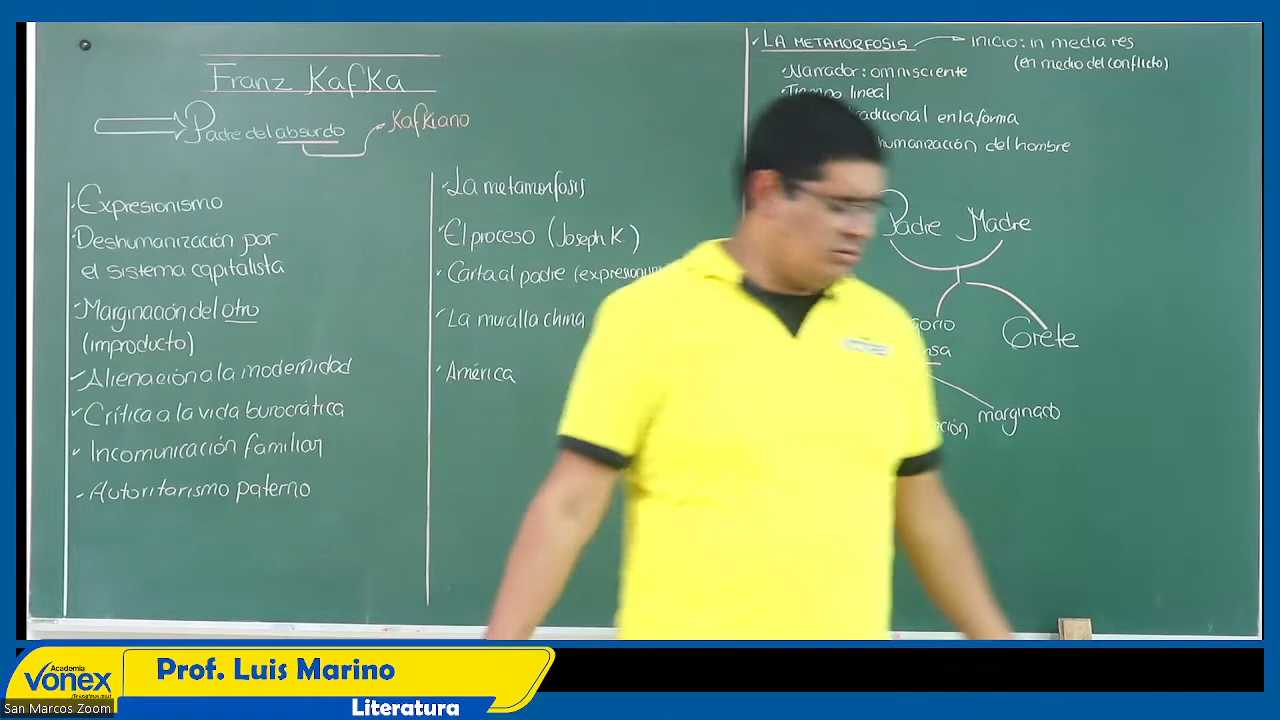 Franz Kafka
Padre del absurdo
Kafkiano
· Expresionismo
· Deshumanización por
el sistema capitalista
· Marginación del otro
(improducto)
· Alienación a la modernidad
· Crítica a la vida burocrática
· Incomunicación familiar
· Autoritarismo paterno
· La metamorfosis
· El proceso (Joseph K.)
· Carta al padre
· La muralla china
· América
· LA METAMORFOSIS
inicio: in media res
(en medio del conflicto)
· Narrador: omnisciente
· Tiempo lineal
en la forma
del hombre
Padre Madre
Grete
marginado
Academia
vonex
San Marcos Zoom
Prof. Luis Marino
Literatura